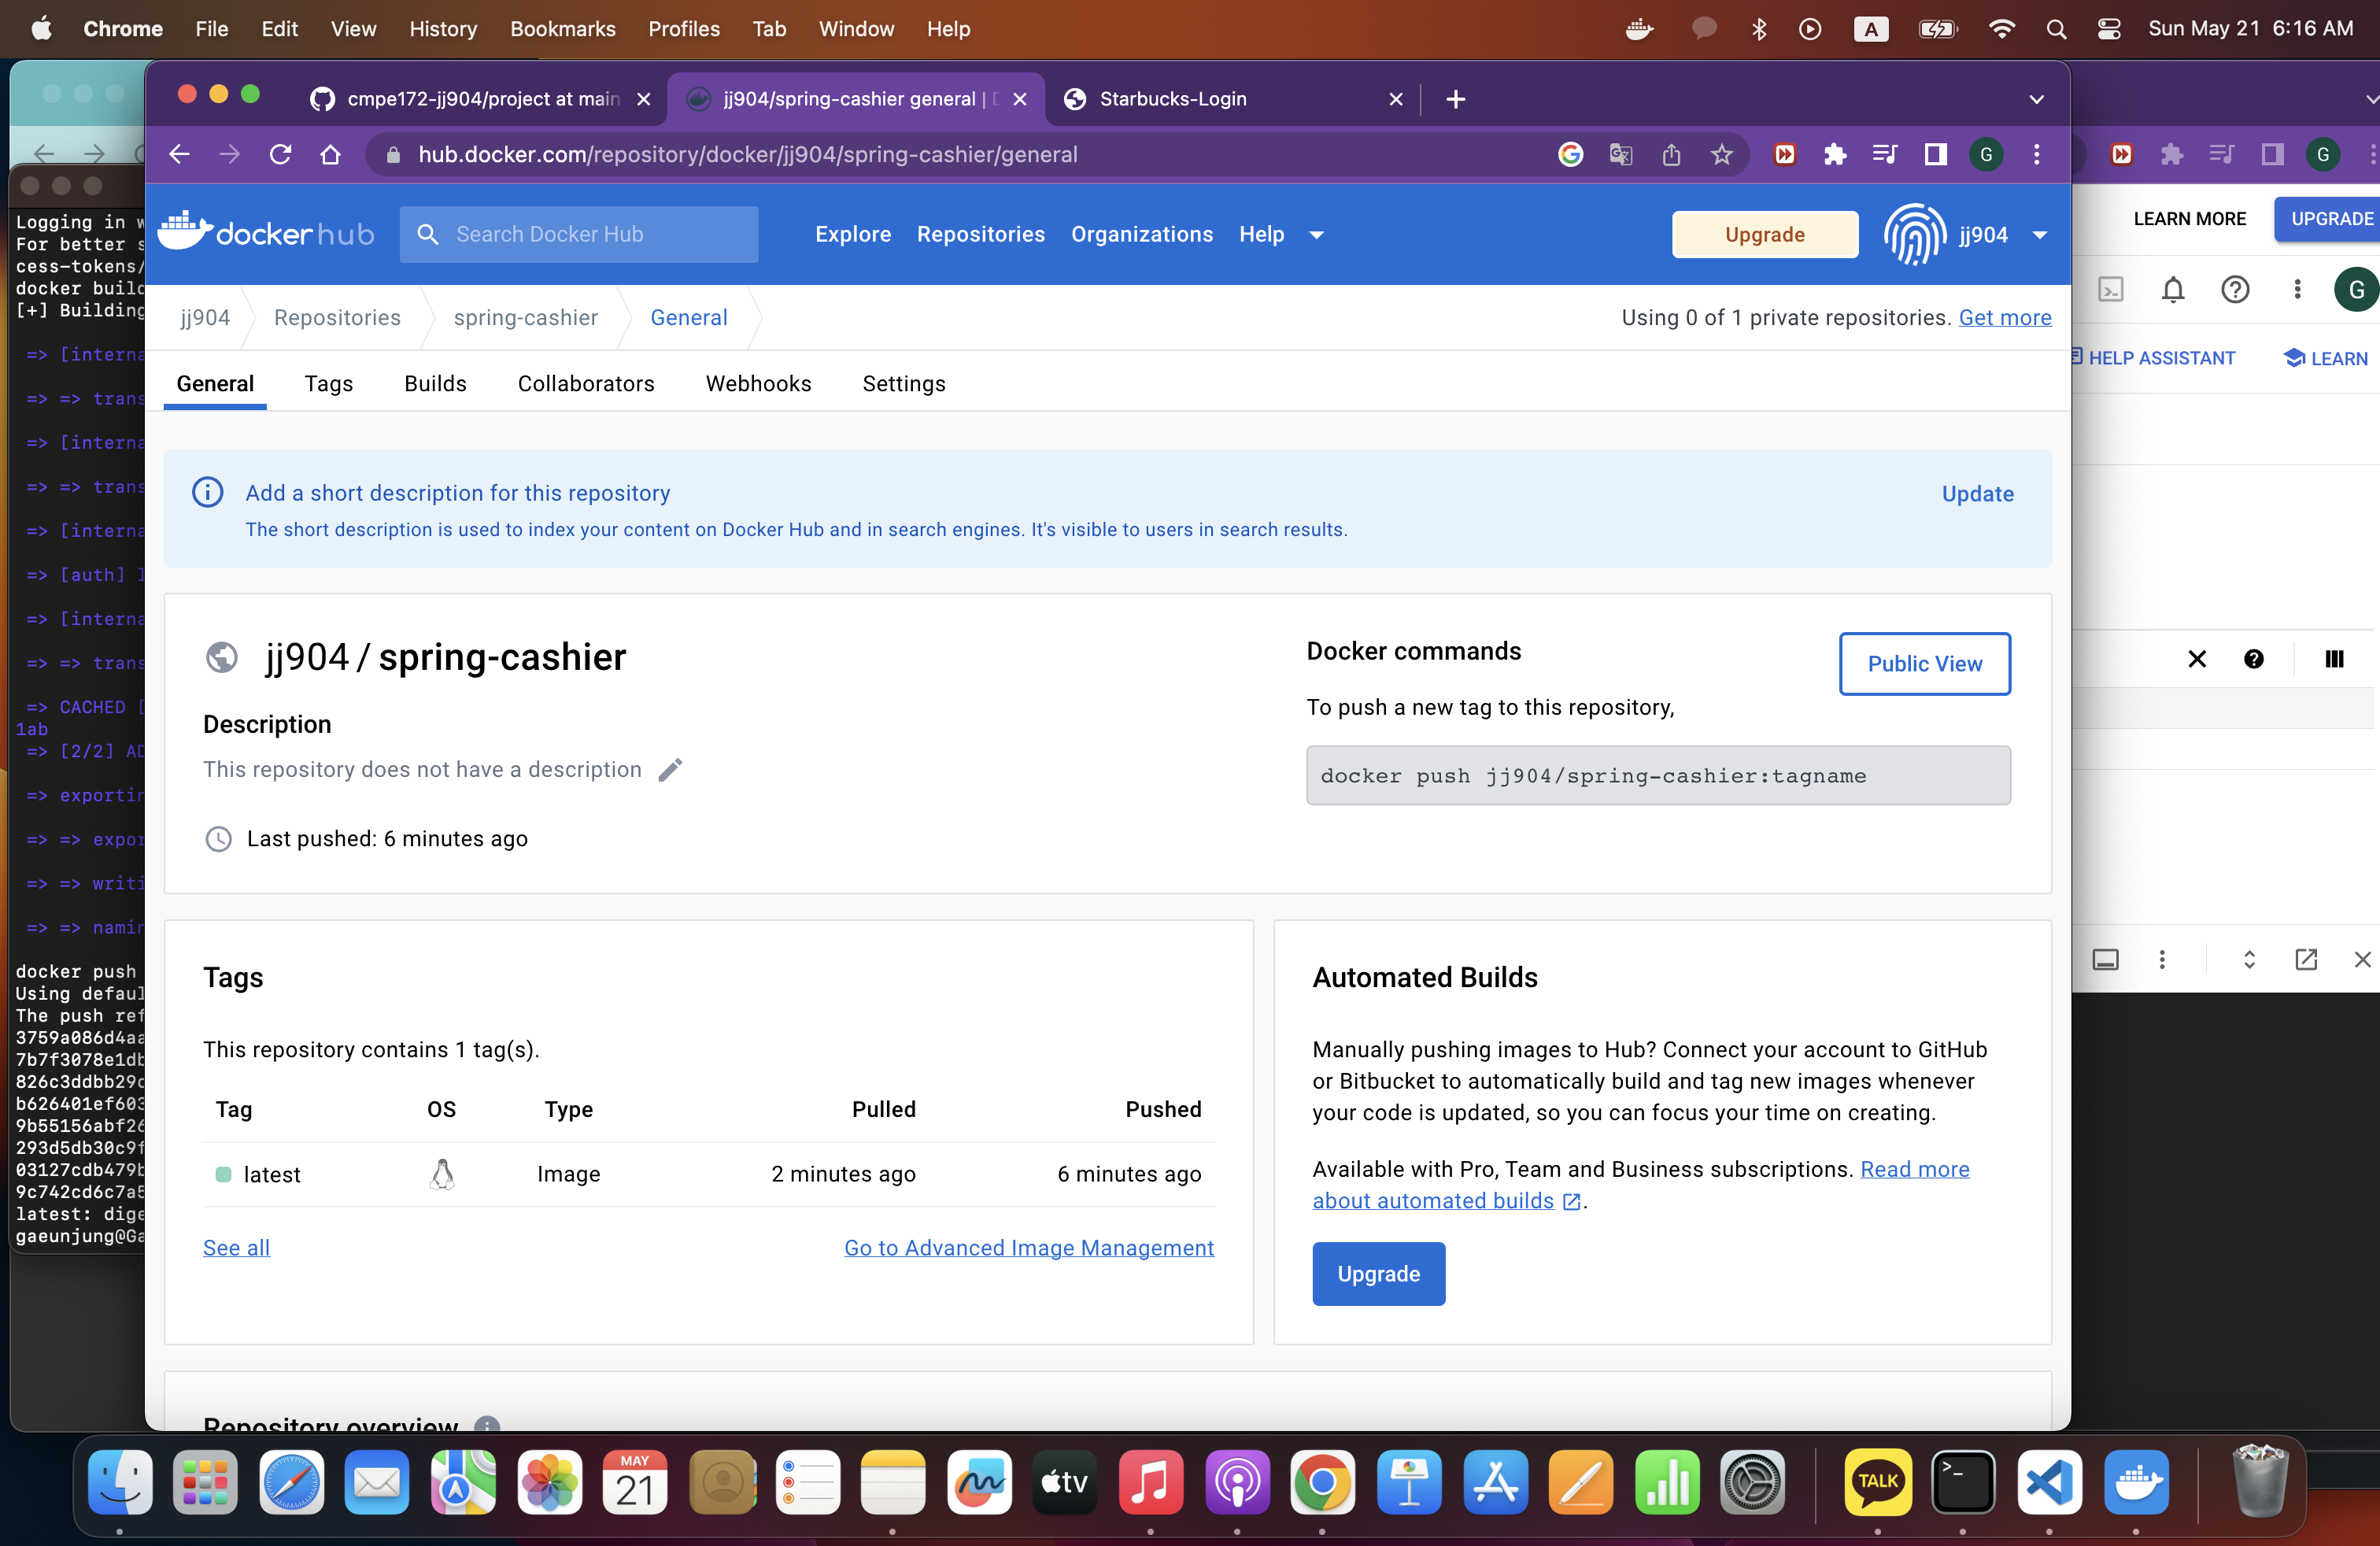 Chrome File Edit View History Bookmarks Profiles Tab Window Help
A
Sun May 21 6:16 AM
cmpe172-jj904/project at main
jj904/spring-cashier general |
Starbucks-Login
hub.docker.com/repository/docker/jj904/spring-cashier/general
G
G
dockerhub
Search Docker Hub
Explore Repositories Organizations Help
Upgrade
jj904
LEARN MORE
UPGRADE
G
HELP ASSISTANT
LEARN
jj904 Repositories spring-cashier General
Using 0 of 1 private repositories. Get more
General Tags Builds Collaborators Webhooks Settings
Add a short description for this repository
The short description is used to index your content on Docker Hub and in search engines. It's visible to users in search results.
Update
jj904 / spring-cashier
Description
This repository does not have a description
Last pushed: 6 minutes ago
Docker commands
Public View
To push a new tag to this repository,
docker push jj904/spring-cashier:tagname
Tags
This repository contains 1 tag(s).
Tag OS Type Pulled Pushed
latest Image 2 minutes ago 6 minutes ago
See all
Go to Advanced Image Management
Automated Builds
Manually pushing images to Hub? Connect your account to GitHub
or Bitbucket to automatically build and tag new images whenever
your code is updated, so you can focus your time on creating.
Available with Pro, Team and Business subscriptions. Read more
about automated builds .
Upgrade
Repository overview
Logging in w
For better s
cess-tokens/
docker build
[+] Building
=> [interna
=> => trans
=> [interna
=> => trans
=> [interna
=> [auth]
=> [interna
=> => trans
=> CACHED [
1ab
=> [2/2] AD
=> exportin
=> => expor
=> => writi
=> => namin
docker push
Using defaul
The push ref
3759a086d4aa
7b7f3078e1db
826c3ddbb29c
b626401ef603
9b55156abf26
293d5db30c9f
03127cdb479b
9c742cd6c7a5
latest: dige
gaeunjung@Ga
MAY
21
tv
TALK